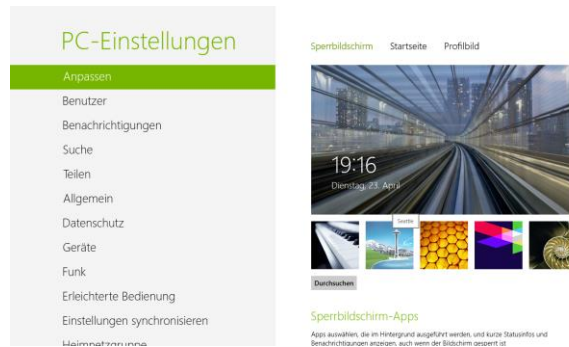 PC-Einstellungen
Anpassen
Benutzer
Benachrichtigungen
Suche
Teilen
Allgemein
Datenschutz
Geräte
Funk
Erleichterte Bedienung
Einstellungen synchronisieren
Heimnetzgruppe
Sperrbildschirm Startseite Profilbild
19:16
Dienstag, 23. April
Seattle
Durchsuchen
Sperrbildschirm-Apps
Apps auswählen, die im Hintergrund ausgeführt werden, und kurze Statusinfos und
Benachrichtigungen anzeigen, auch wenn der Bildschirm gesperrt ist